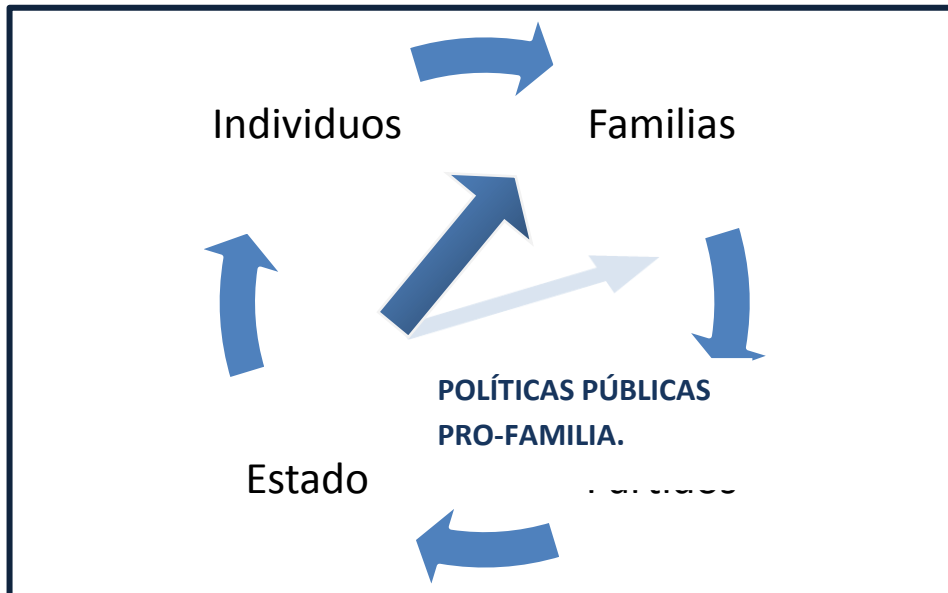 Individuos
Familias
POLÍTICAS PÚBLICAS
PRO-FAMILIA.
Estado